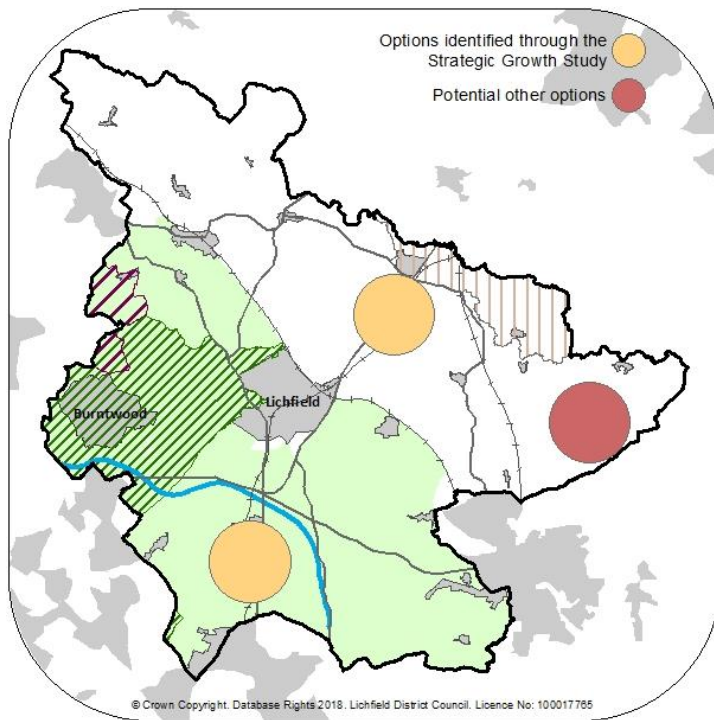 Options identified through the
Strategic Growth Study
Potential other options
Lichfield
Burntwood
© Crown Copyright. Database Rights 2018. Lichfield District Council. Licence No: 100017765